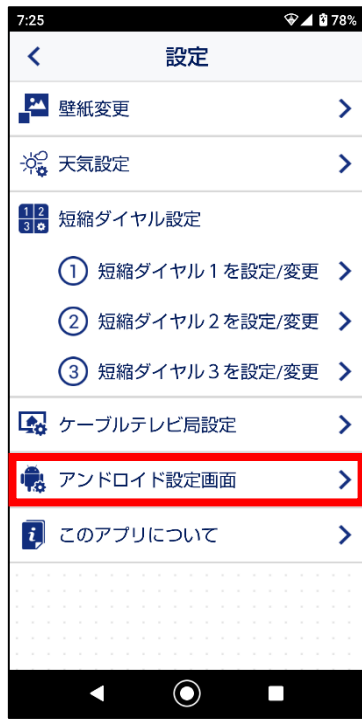 7:25 78%
設定
壁紙変更
天気設定
1 2
3
短縮ダイヤル設定
1 短縮ダイヤル1を設定/変更
2 短縮ダイヤル2を設定/変更
3 短縮ダイヤル3を設定/変更
ケーブルテレビ局設定
アンドロイド設定画面
i このアプリについて